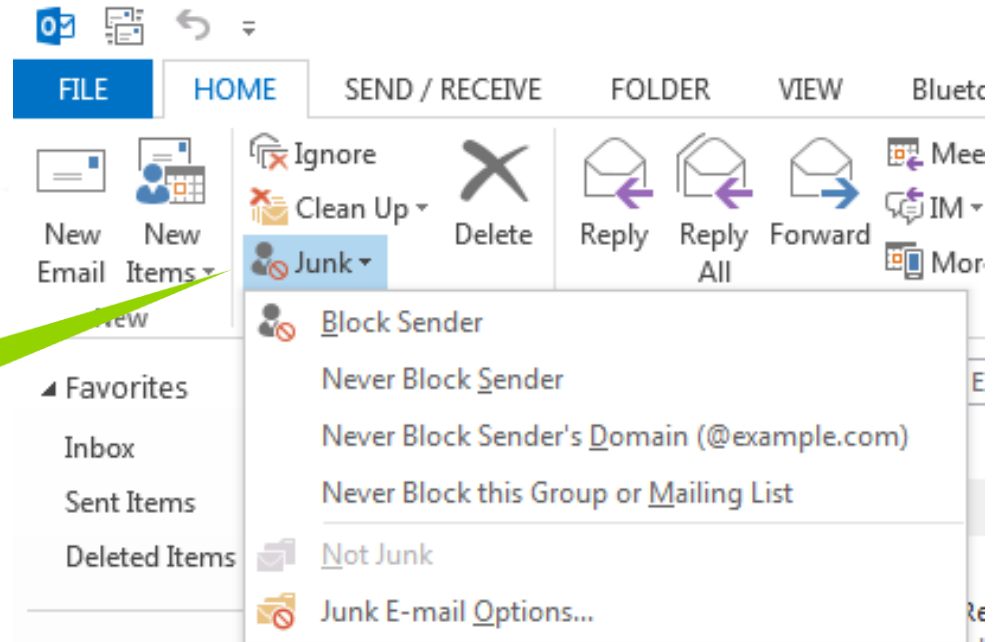 FILE HOME SEND / RECEIVE FOLDER VIEW
Ignore
Clean Up
Junk
New Email
New Items
Delete
Reply
Reply All
Forward
IM
Block Sender
Never Block Sender
Never Block Sender's Domain (@example.com)
Never Block this Group or Mailing List
Not Junk
Junk E-mail Options...
Favorites
Inbox
Sent Items
Deleted Items